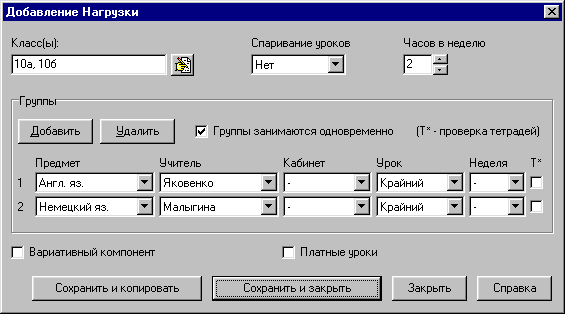 Добавление Нагрузки
Класс(ы): Спаривание уроков Часов в неделю
10а, 10б Нет 2
Группы
Добавить Удалить Группы занимаются одновременно (Т* - проверка тетрадей)
Предмет Учитель Кабинет Урок Неделя Т*
1 Англ. яз. Яковенко - Крайний -
2 Немецкий яз. Малыгина - Крайний -
Вариативный компонент Платные уроки
Сохранить и копировать Сохранить и закрыть Закрыть Справка